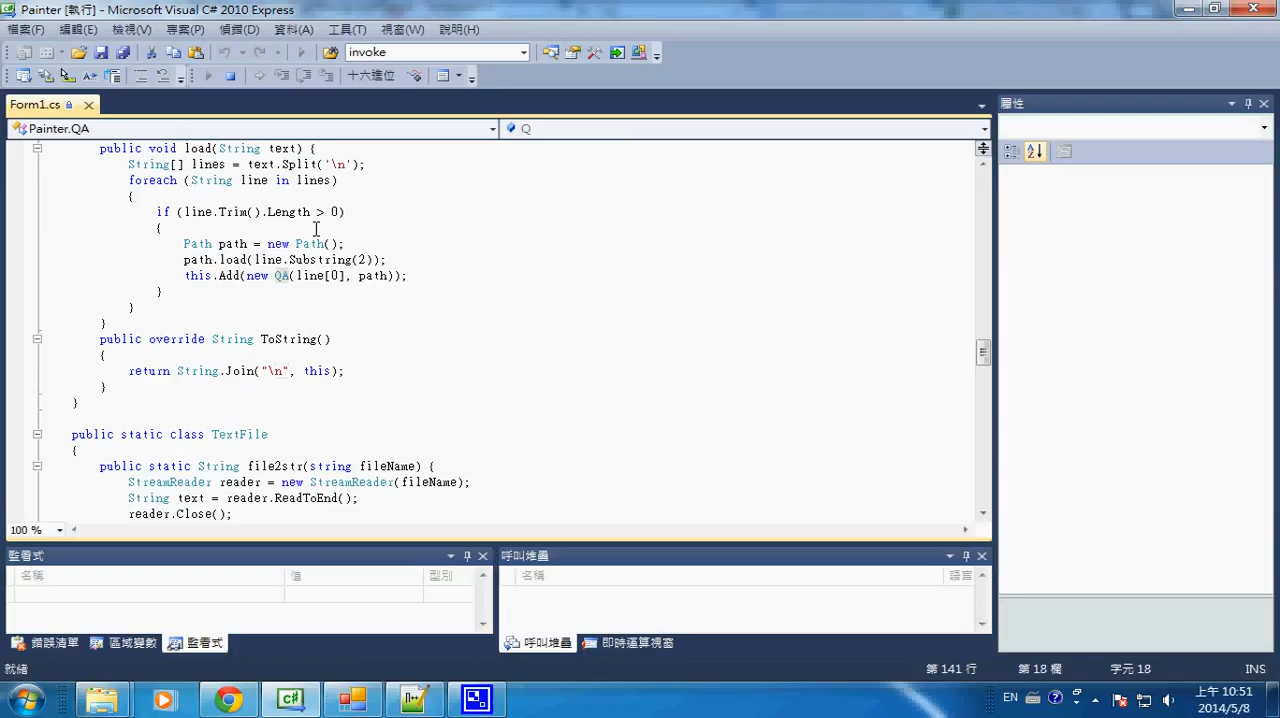 Painter [執行] - Microsoft Visual C# 2010 Express
檔案(F) 編輯(E) 檢視(V) 專案(P) 偵錯(D) 資料(A) 工具(T) 視窗(W) 說明(H)
invoke
十六進位
Form1.cs
Painter.QA
Q
public void load(String text) {
String[] lines = text.Split('\n');
foreach (String line in lines)
{
if (line.Trim().Length > 0)
{
Path path = new Path();
path.load(line.Substring(2));
this.Add(new QA(line[0], path));
}
}
}
public override String ToString()
{
return String.Join("\n", this);
}
}
public static class TextFile
{
public static String file2str(string fileName) {
StreamReader reader = new StreamReader(fileName);
String text = reader.ReadToEnd();
reader.Close();
100 %
屬性
監看式
名稱 值 型別
呼叫堆疊
名稱 語言
錯誤清單 區域變數 監看式
呼叫堆疊 即時運算視窗
就緒 第 141 行 第 18 欄 字元 18 INS
EN 上午 10:51
2014/5/8